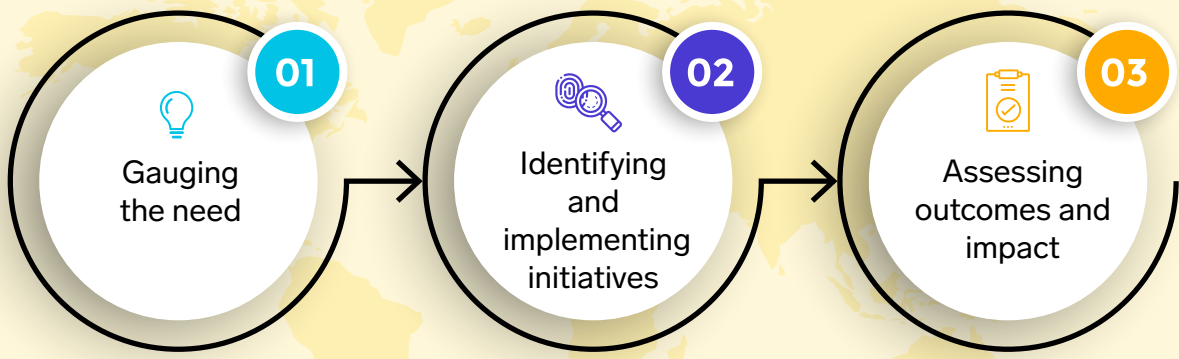 01
Gauging
the need
02
Identifying
and
implementing
initiatives
03
Assessing
outcomes and
impact